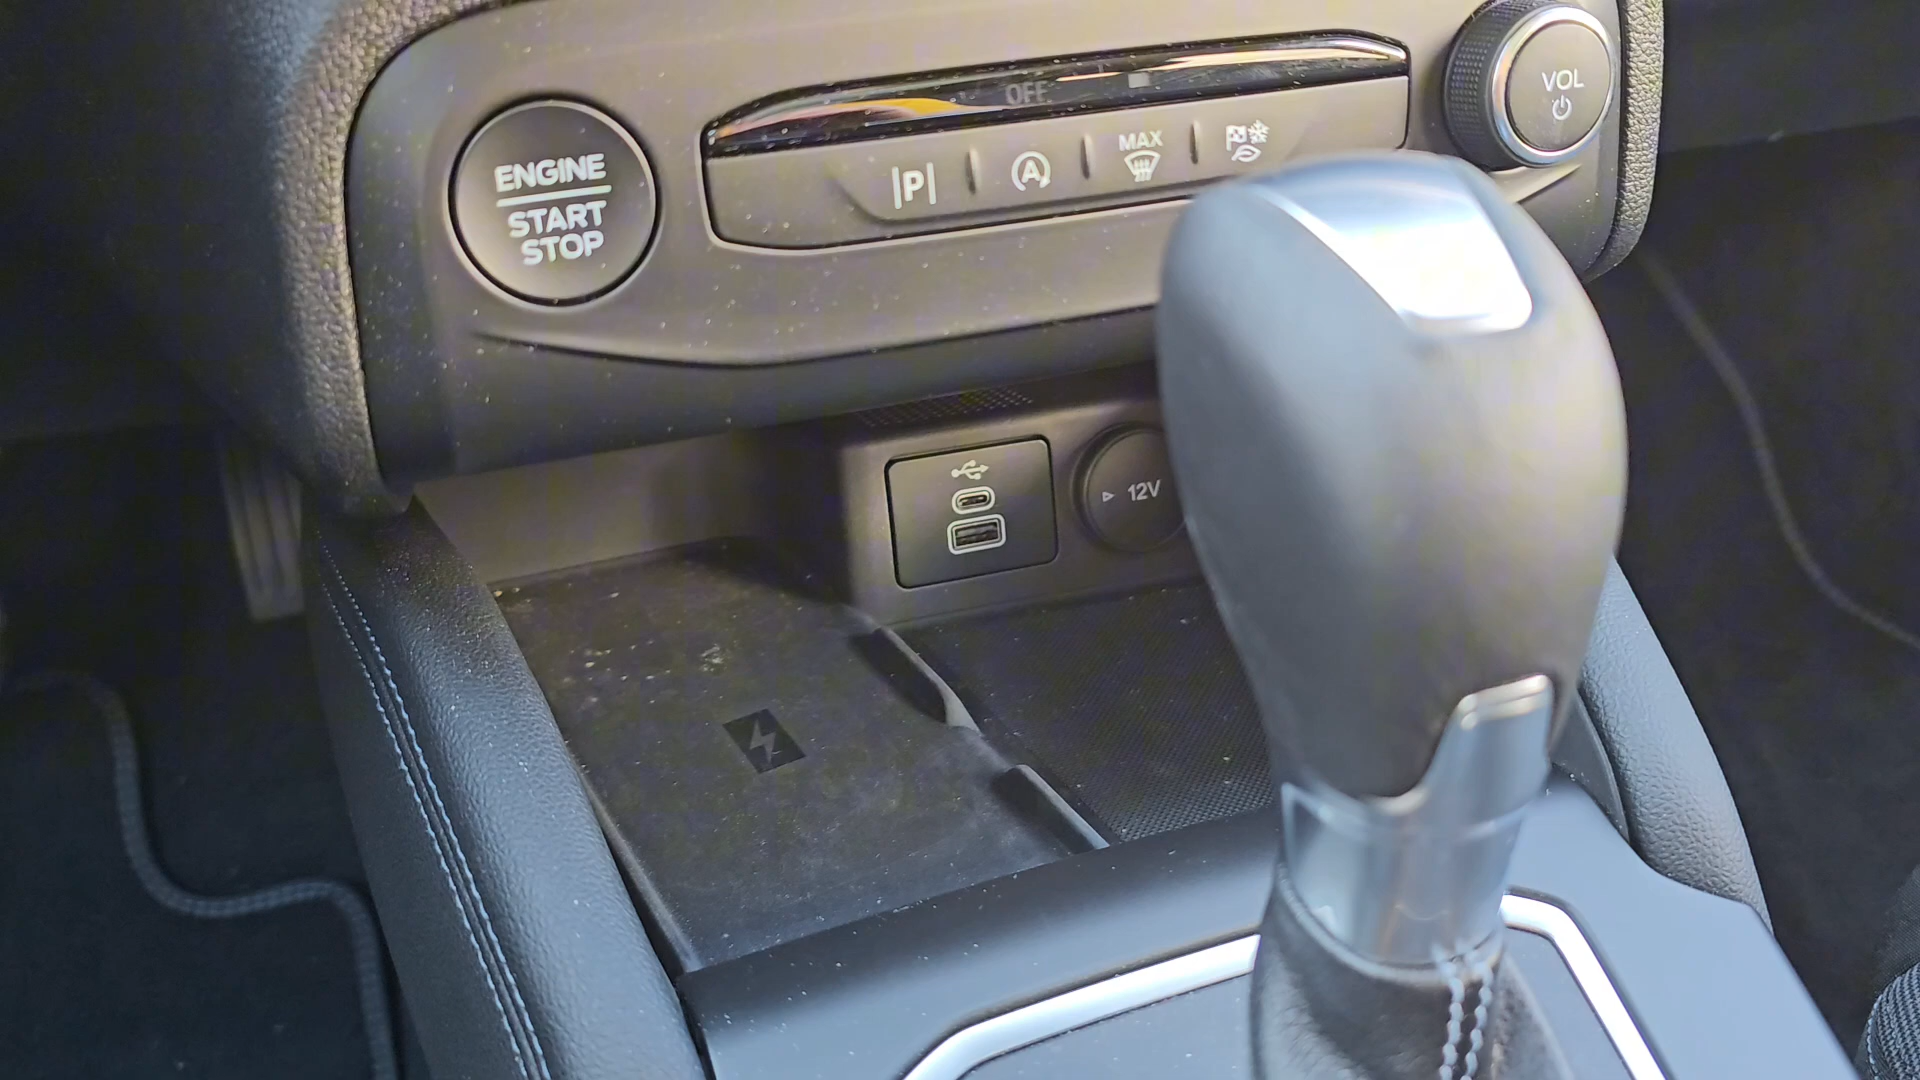 ENGINE
START
STOP
OFF
P
A
MAX
VOL
12V